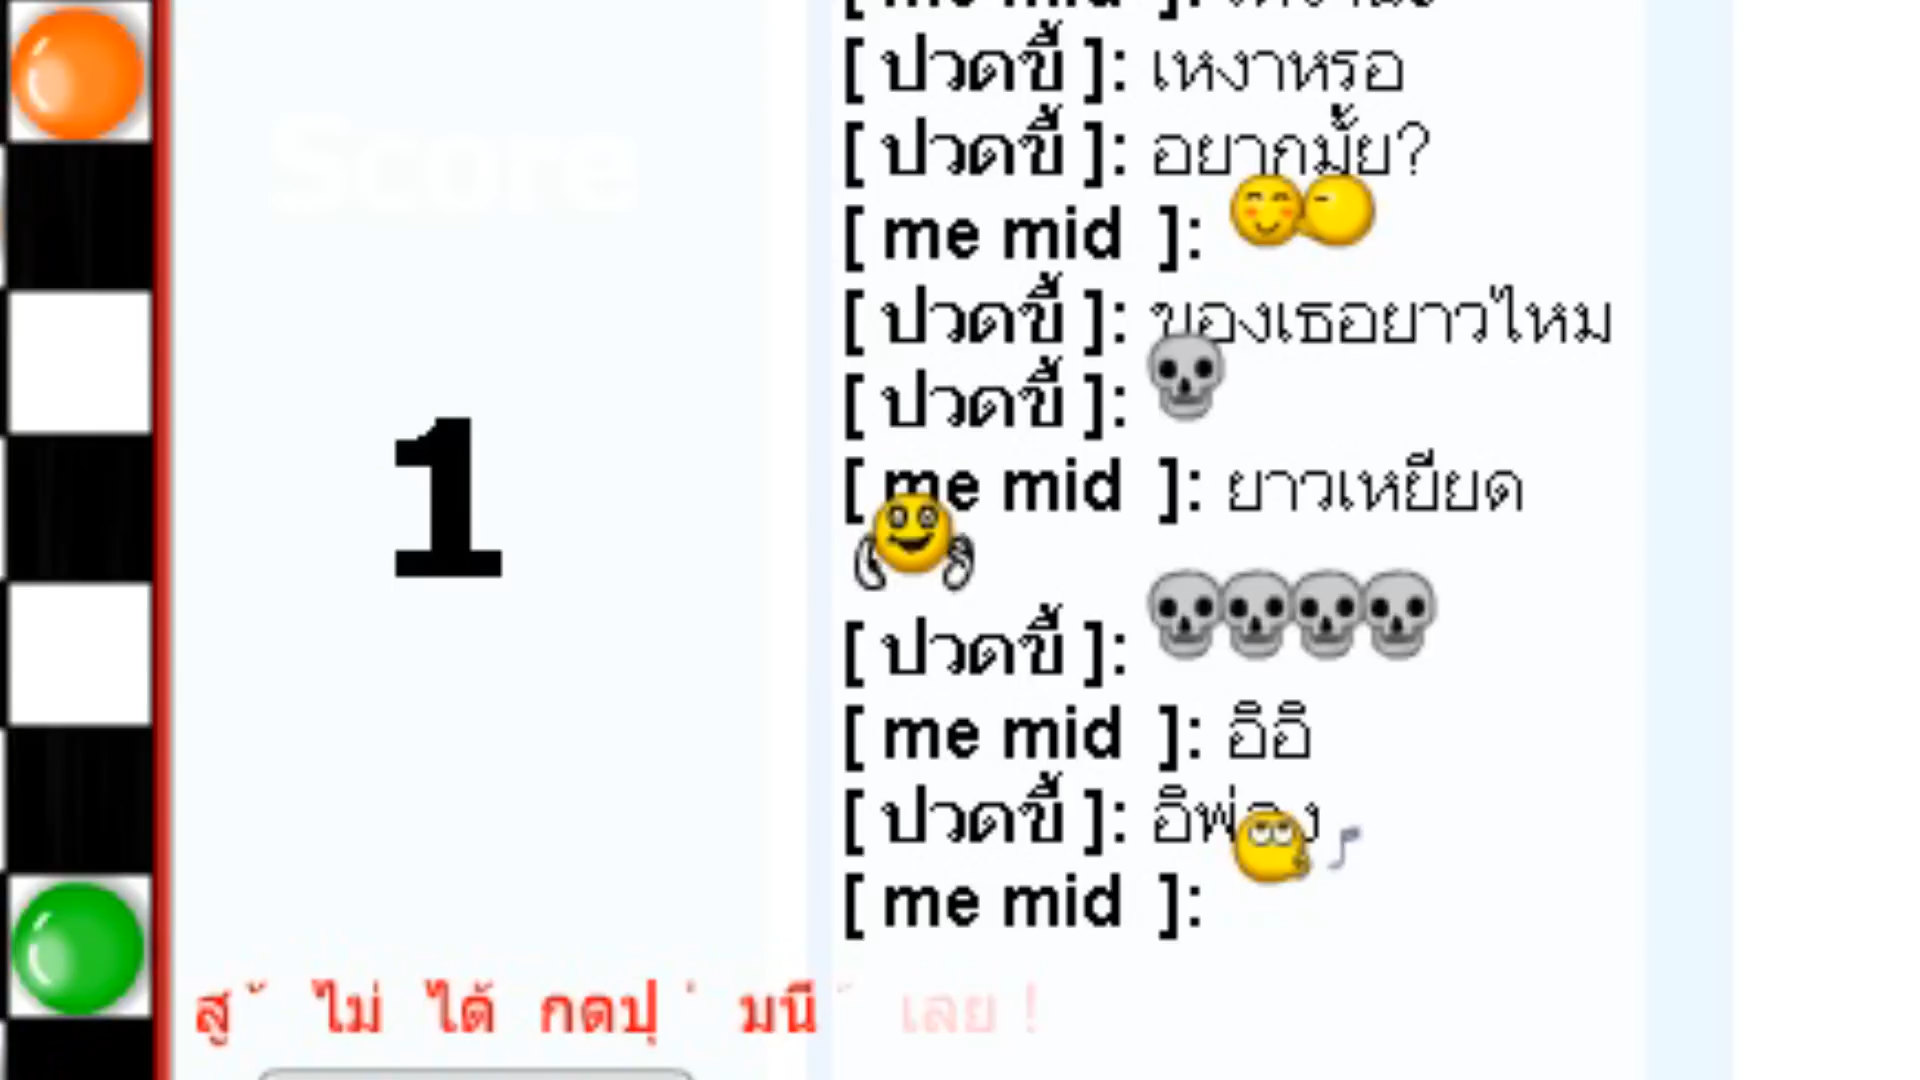 [ ปวดขี้ ]: เหงาหรอ
[ ปวดขี้ ]: อยากมั้ย?
[ me mid ]:
[ ปวดขี้ ]: ของเธอยาวไหม
[ ปวดขี้ ]:
[ me mid ]: ยาวเหยียด
[ ปวดขี้ ]:
[ me mid ]: อิอิ
[ ปวดขี้ ]: อิพ่อง
[ me mid ]:
Score
1
สู้ ไม่ ได้ กดปุ่มนี้ เลย !